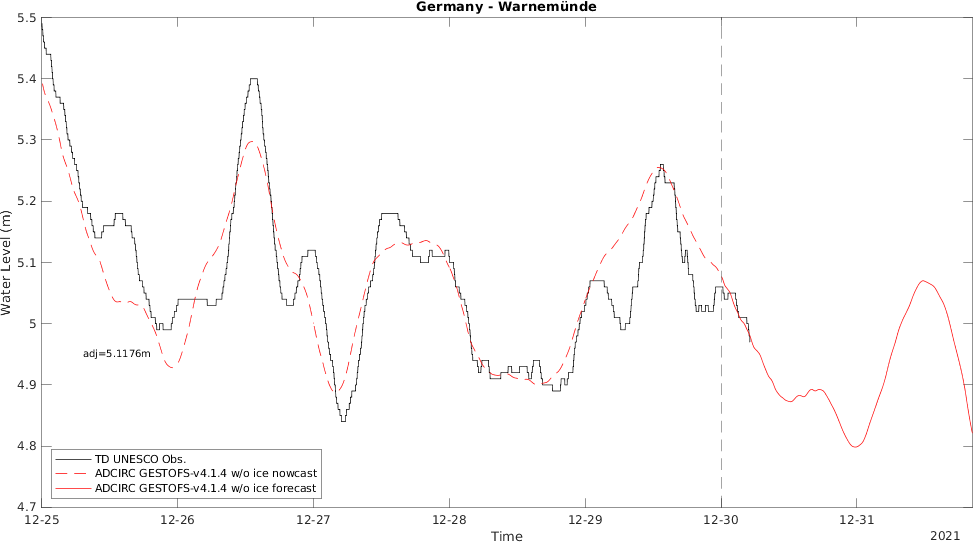 Germany - Warnemünde
5.5
5.4
5.3
5.2
5.1
5
4.9
4.8
4.7
Water Level (m)
adj=5.1176m
TD UNESCO Obs.
ADCIRC GESTOFS-v4.1.4 w/o ice nowcast
ADCIRC GESTOFS-v4.1.4 w/o ice forecast
12-25 12-26 12-27 12-28 12-29 12-30 12-31
Time
2021